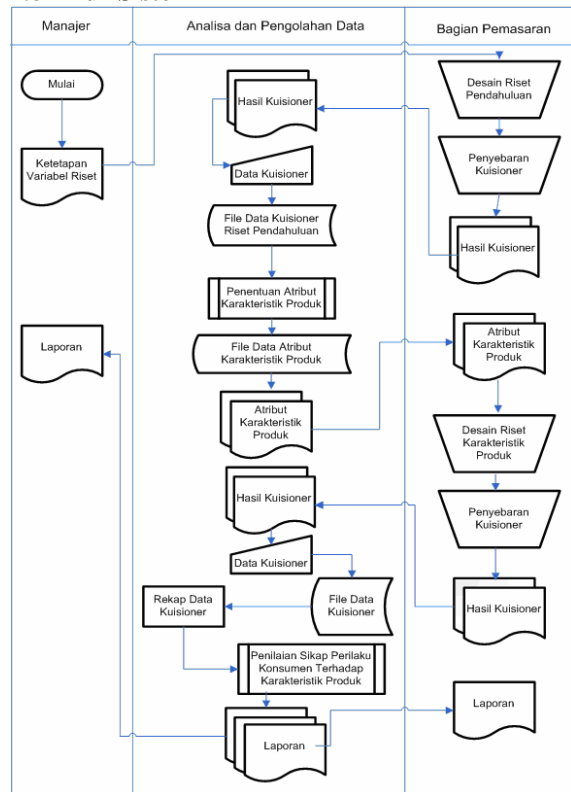 Manajer
Analisa dan Pengolahan Data
Bagian Pemasaran
Mulai
Ketetapan
Variabel Riset
Desain Riset
Pendahuluan
Penyebaran
Kuisioner
Hasil Kuisioner
Hasil Kuisioner
Data Kuisioner
File Data Kuisioner
Riset Pendahuluan
Penentuan Atribut
Karakteristik Produk
File Data Atribut
Karakteristik Produk
Atribut
Karakteristik
Produk
Atribut
Karakteristik
Produk
Desain Riset
Karakteristik
Produk
Penyebaran
Kuisioner
Hasil Kuisioner
Hasil Kuisioner
Data Kuisioner
File Data
Kuisioner
Rekap Data
Kuisioner
Penilaian Sikap Perilaku
Konsumen Terhadap
Karakteristik Produk
Laporan
Laporan
Laporan